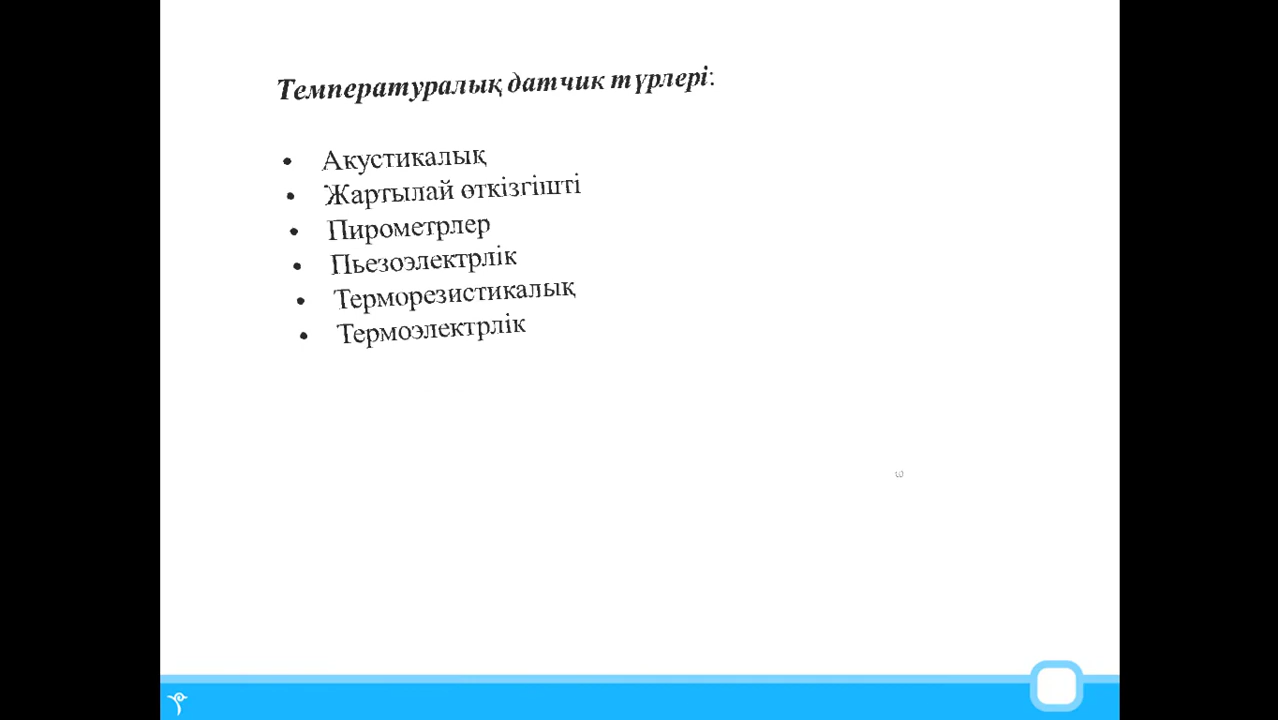 Температуралық датчик түрлері:
• Акустикалық
• Жартылай өткізгішті
• Пирометрлер
• Пьезоэлектрлік
• Терморезистикалық
• Термоэлектрлік
ω